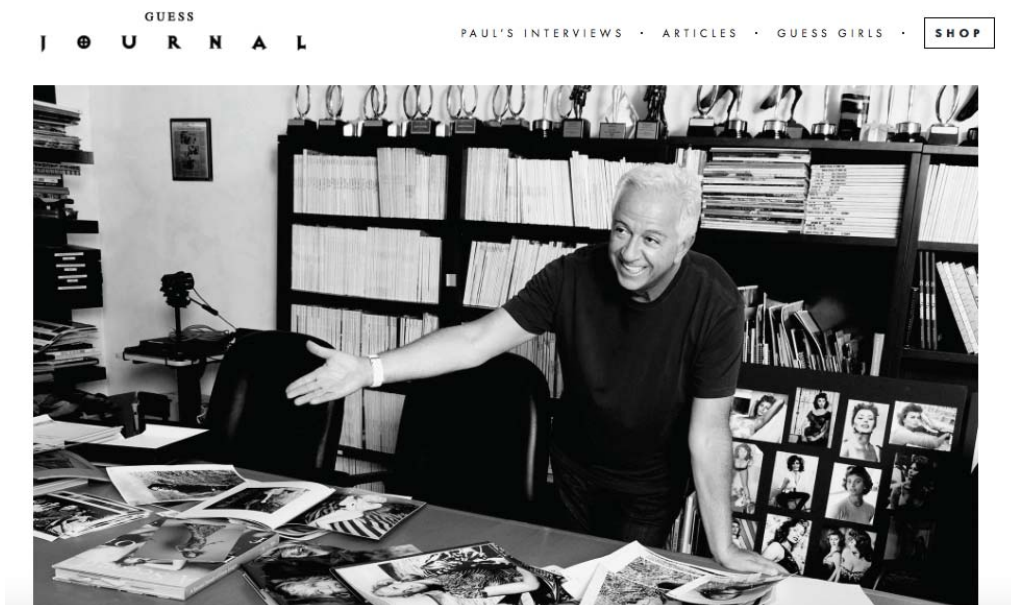 GUESS
JOURNAL
PAUL'S INTERVIEWS · ARTICLES · GUESS GIRLS · SHOP